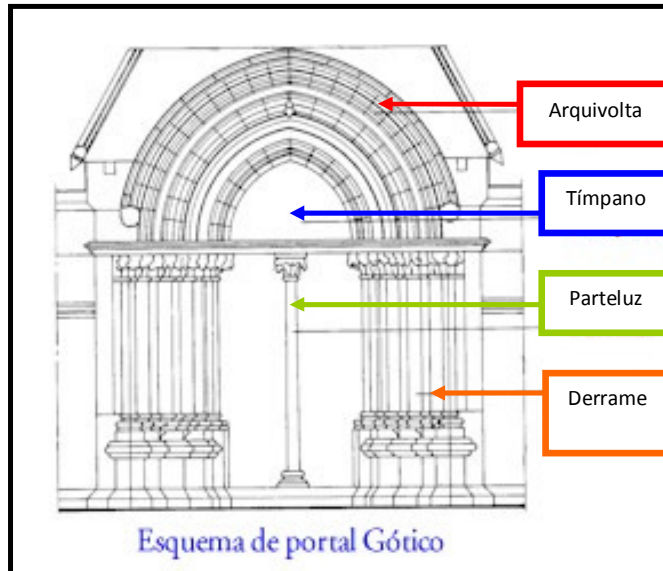 Arquivolta
Tímpano
Parteluz
Derrame
Esquema de portal Gótico